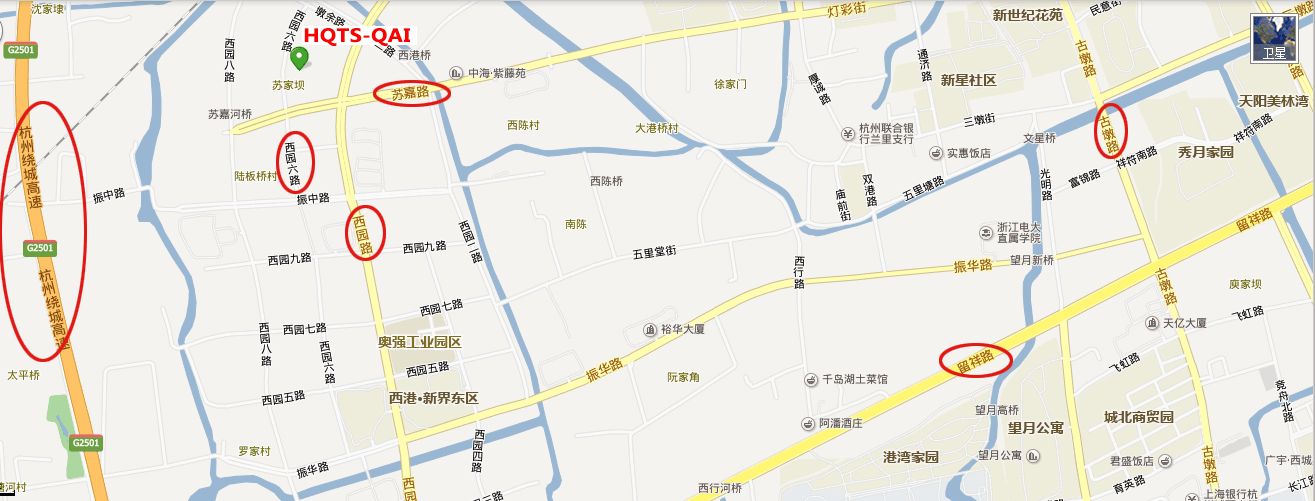 沈家埭
墩余路
西园八路
西园六路
HQTS-QAI
西港桥
灯彩街
新世纪花苑
民意街
G2501
卫星
古墩路
苏家坝
中海·紫藤苑
徐家门
通济路
新星社区
厚诚路
苏嘉路
天阳美林湾
苏嘉河桥
西陈村
大港桥村
杭州联合银
行兰里支行
三墩街
文星桥
古墩路
祥符南路
杭州绕城高速
西园六路
实惠饭店
祥符南路
秀月家园
陆板桥村
西陈桥
双港路
五里塘路
光明路
富锦路
振中路
振中路
庙前街
南陈
西园路
西园二路
浙江电大
直属学院
留祥路
G2501
西园九路
西园九路
五里堂街
西行路
振华路
望月新桥
杭州绕城高速
古墩路
庾家坝
西园七路
西园七路
西园八路
裕华大厦
天亿大厦
飞虹路
奥强工业园区
西园六路
留祥路
飞虹路
太平桥
西园五路
振华路
阮家角
千岛湖土菜馆
竞舟北路
西园五路
西港·新界东区
望月高桥
城北商贸园
阿潘酒庄
望月公寓
G2501
罗家村
西园四路
港湾家园
望月公寓
君盛饭店
古墩路
广宇·西城
振华路
西园
塘河村
西行河桥
育英路
长江路
上海银行杭